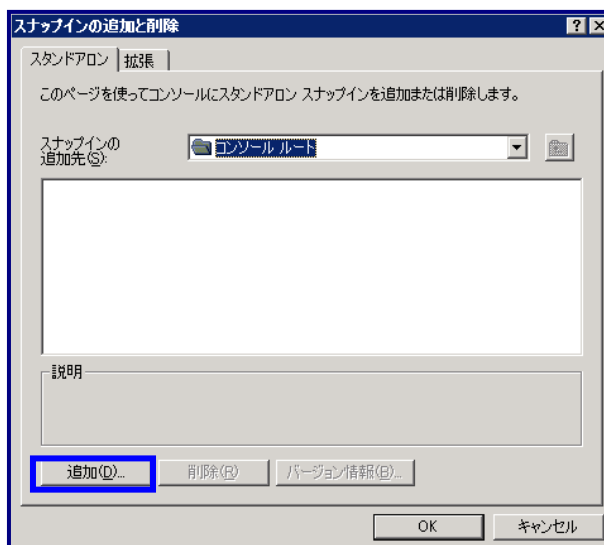 スナップインの追加と削除
スタンドアロン 拡張
このページを使ってコンソールにスタンドアロン スナップインを追加または削除します。
スナップインの
追加先(S):
コンソール ルート
説明
追加(D)... 削除(R) バージョン情報(B)...
OK キャンセル